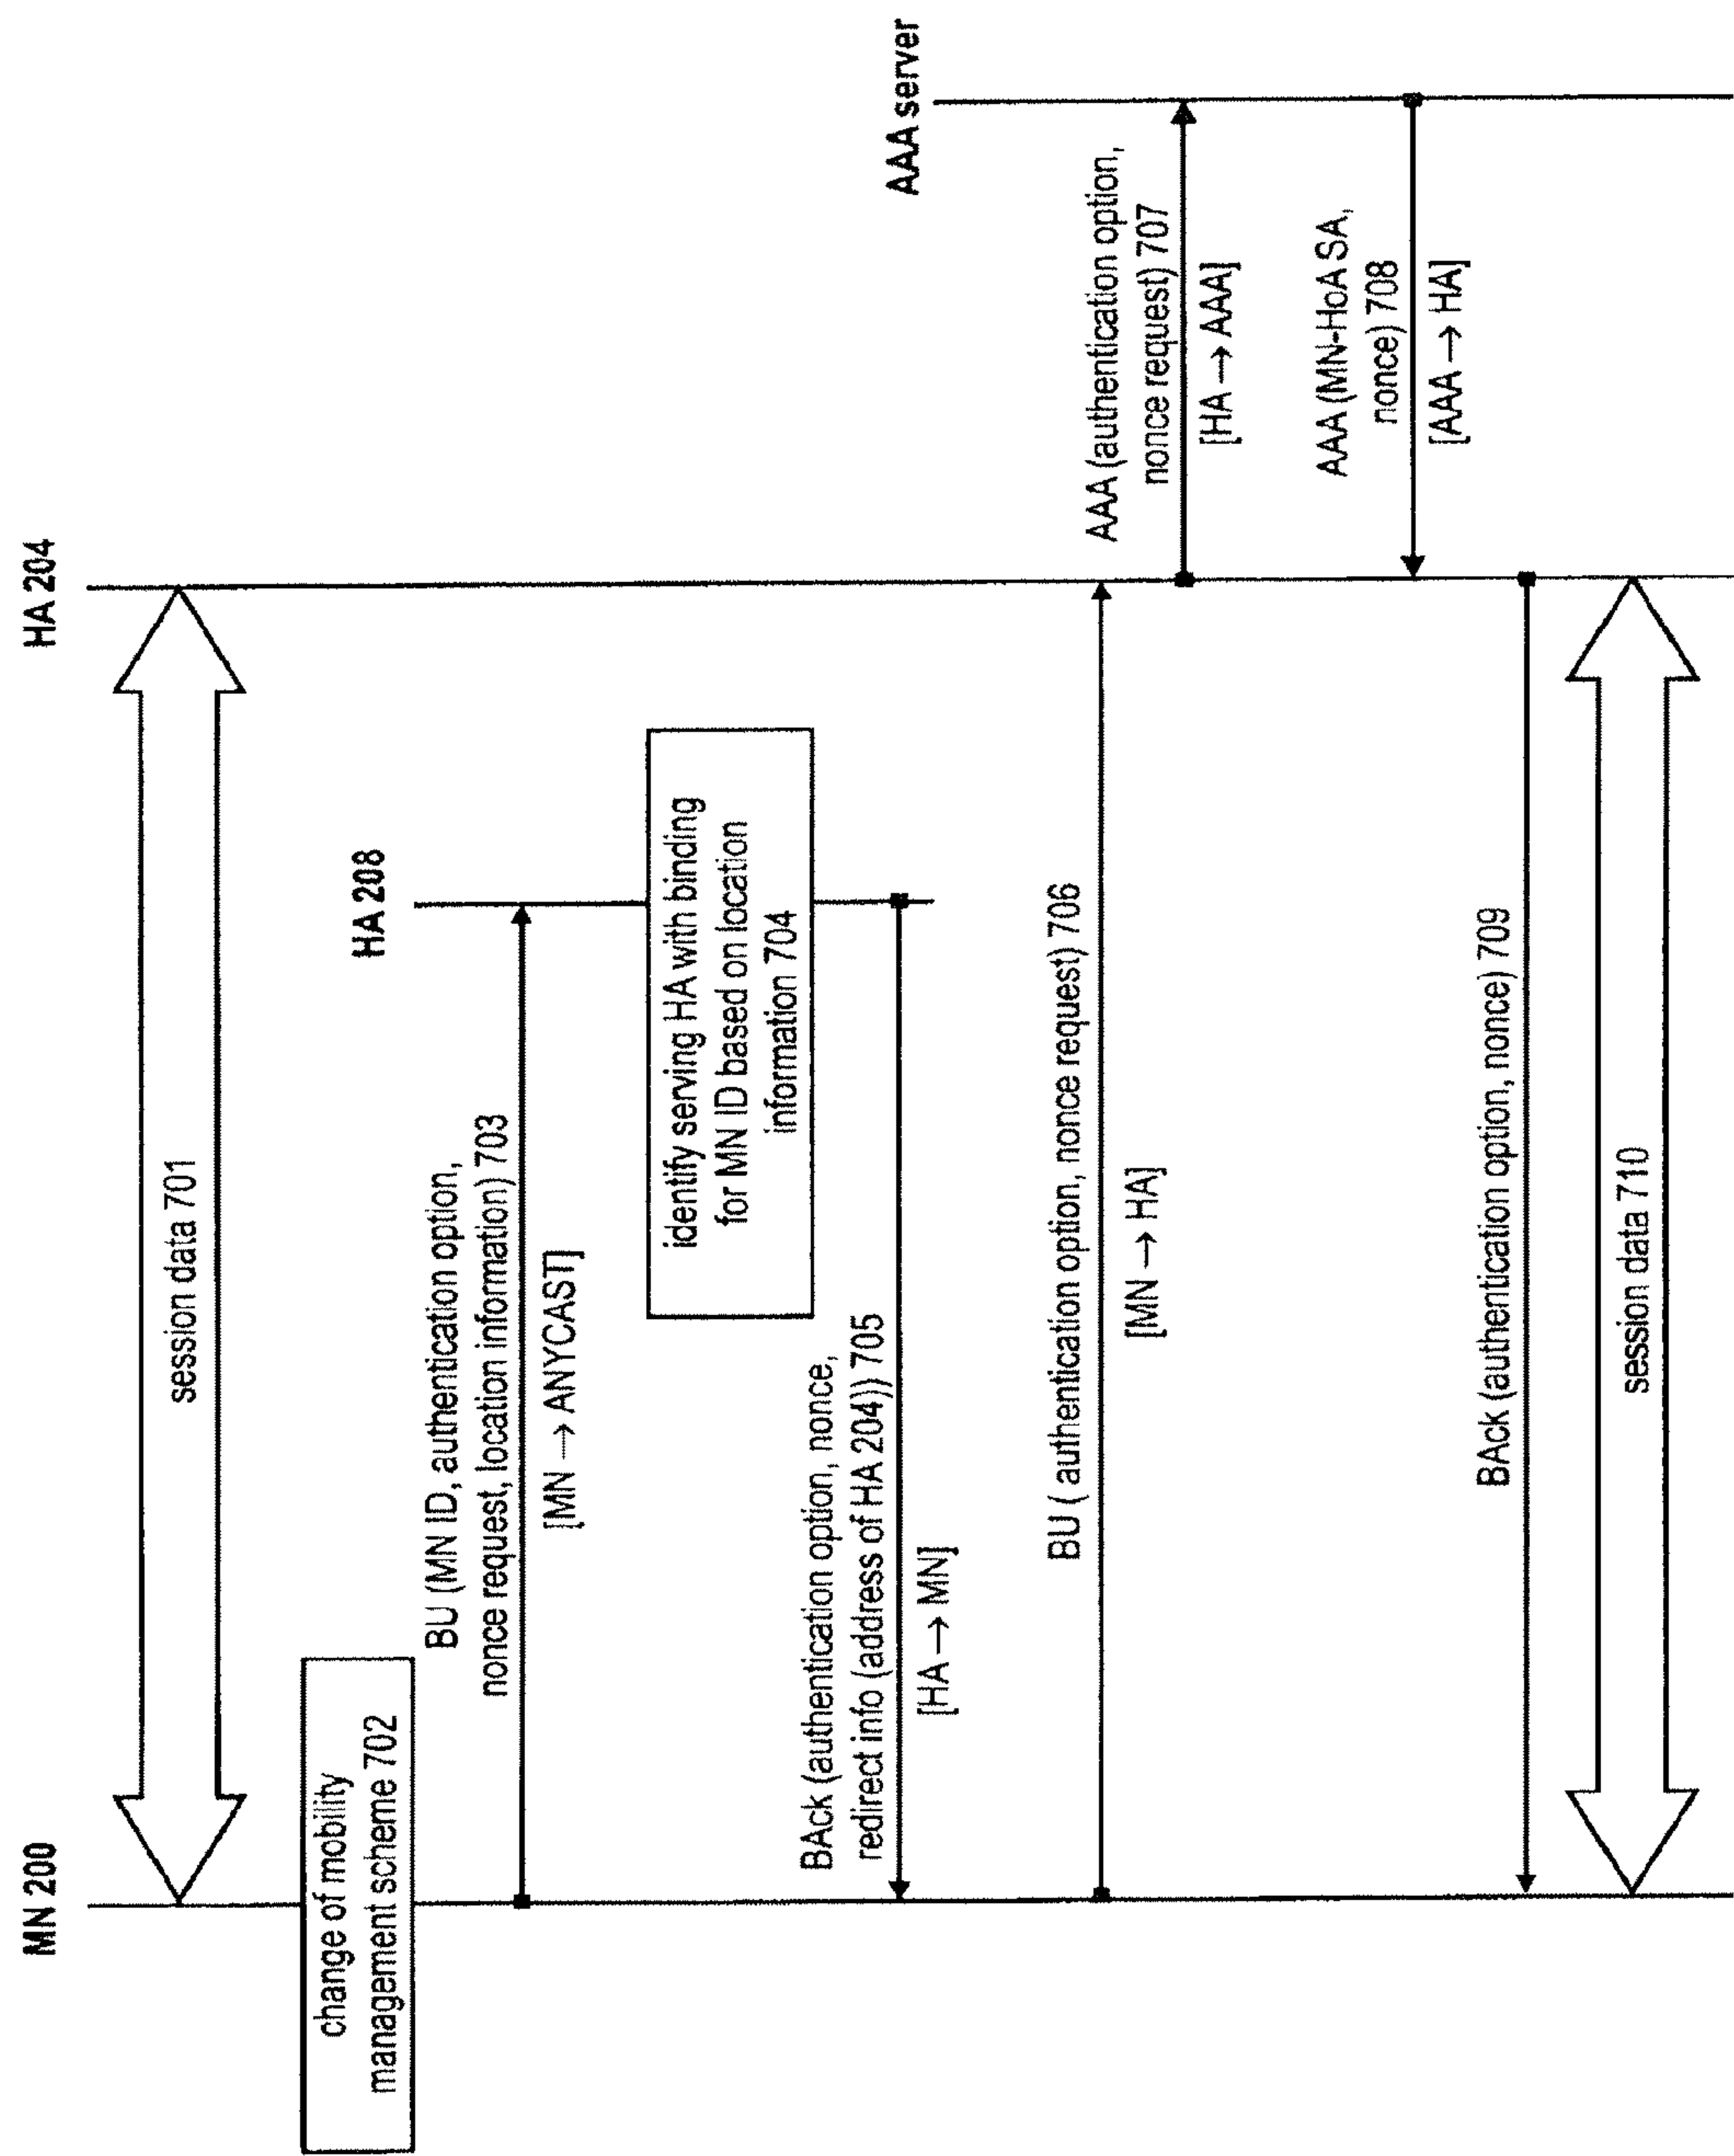 MN 200
HA 204
session data 701
change of mobility
management scheme 702
HA 208
BU (MN ID, authentication option,
nonce request, location information) 703
[MN → ANYCAST]
identify serving HA with binding
for MN ID based on location
information 704
BAck (authentication option, nonce,
redirect info (address of HA 204)) 705
[HA → MN]
AAA server
BU ( authentication option, nonce request) 706
[MN → HA]
AAA (authentication option,
nonce request) 707
[HA → AAA]
AAA (MN-HoA SA,
nonce) 708
[AAA → HA]
BAck (authentication option, nonce) 709
session data 710